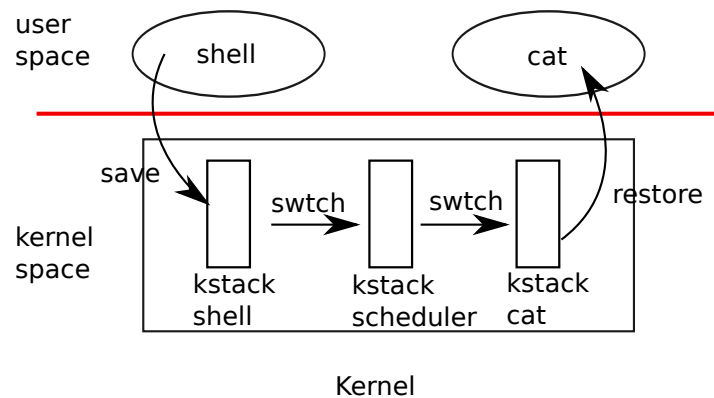 user
space
shell
cat
save
swtch
swtch
restore
kernel
space
kstack
shell
kstack
scheduler
kstack
cat
Kernel